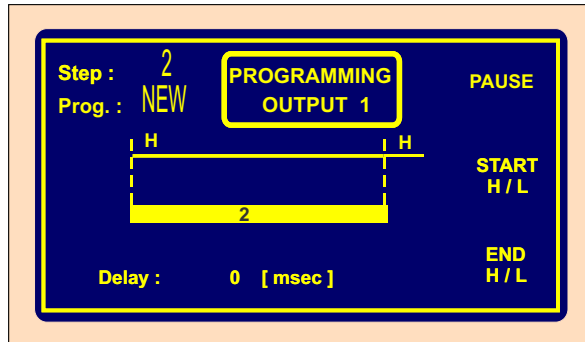 Step : 2
Prog. : NEW
PROGRAMMING
OUTPUT 1
PAUSE
H H
START
H / L
2
END
H / L
Delay : 0 [ msec ]